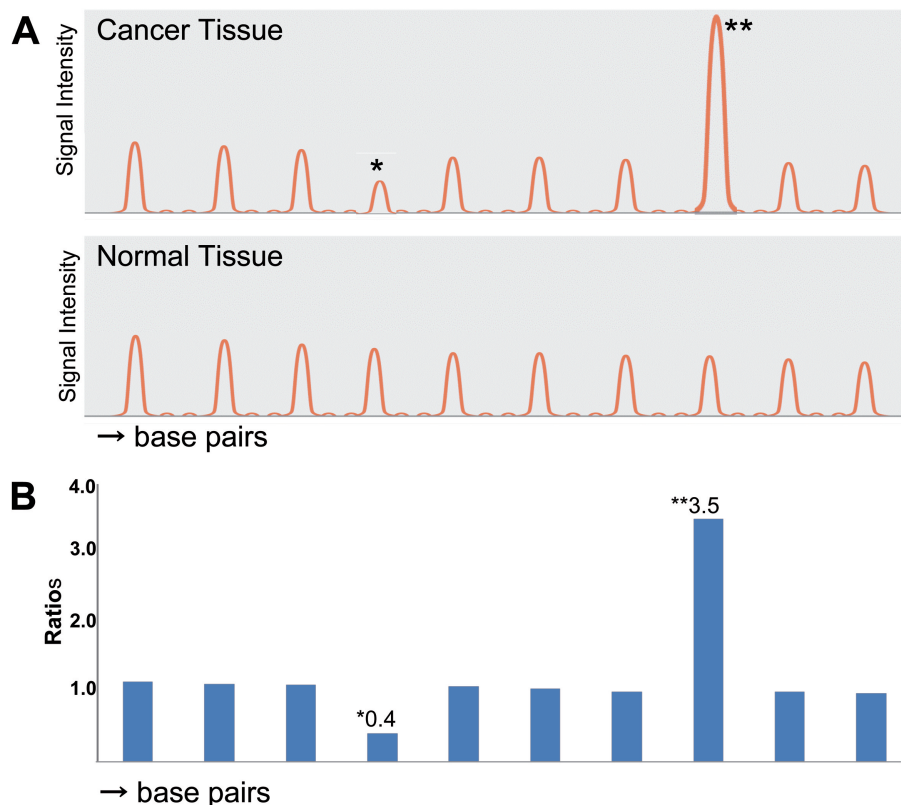 A
Cancer Tissue
**
Signal Intensity
*
Normal Tissue
Signal Intensity
→ base pairs
B
4.0
**3.5
3.0
Ratios
2.0
1.0
*0.4
→ base pairs